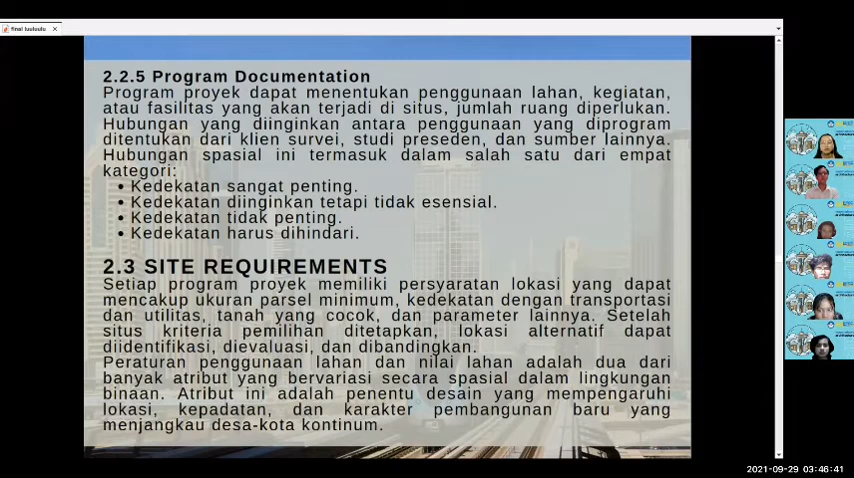 final luuluulu
2.2.5 Program Documentation
Program proyek dapat menentukan penggunaan lahan, kegiatan,
atau fasilitas yang akan terjadi di situs, jumlah ruang diperlukan.
Hubungan yang diinginkan antara penggunaan yang diprogram
ditentukan dari klien survei, studi preseden, dan sumber lainnya.
Hubungan spasial ini termasuk dalam salah satu dari empat
kategori:
• Kedekatan sangat penting.
• Kedekatan diinginkan tetapi tidak esensial.
• Kedekatan tidak penting.
• Kedekatan harus dihindari.
2.3 SITE REQUIREMENTS
Setiap program proyek memiliki persyaratan lokasi yang dapat
mencakup ukuran parsel minimum, kedekatan dengan transportasi
dan utilitas, tanah yang cocok, dan parameter lainnya. Setelah
situs kriteria pemilihan ditetapkan, lokasi alternatif dapat
diidentifikasi, dievaluasi, dan dibandingkan.
Peraturan penggunaan lahan dan nilai lahan adalah dua dari
banyak atribut yang bervariasi secara spasial dalam lingkungan
binaan. Atribut ini adalah penentu desain yang mempengaruhi
lokasi, kepadatan, dan karakter pembangunan baru yang
menjangkau desa-kota kontinum.
2021-09-29 03:46:41